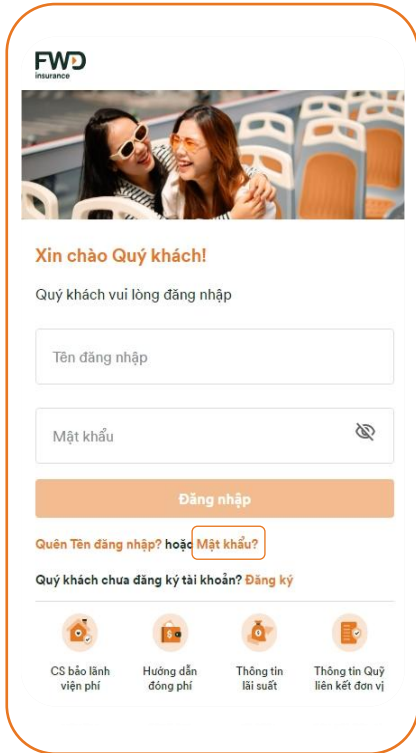 FWD
insurance
Xin chào Quý khách!
Quý khách vui lòng đăng nhập
Tên đăng nhập
Mật khẩu
Đăng nhập
Quên Tên đăng nhập? hoặc Mật khẩu?
Quý khách chưa đăng ký tài khoản? Đăng ký
CS bảo lãnh
viện phí
Hướng dẫn
đóng phí
Thông tin
lãi suất
Thông tin Quỹ
liên kết đơn vị